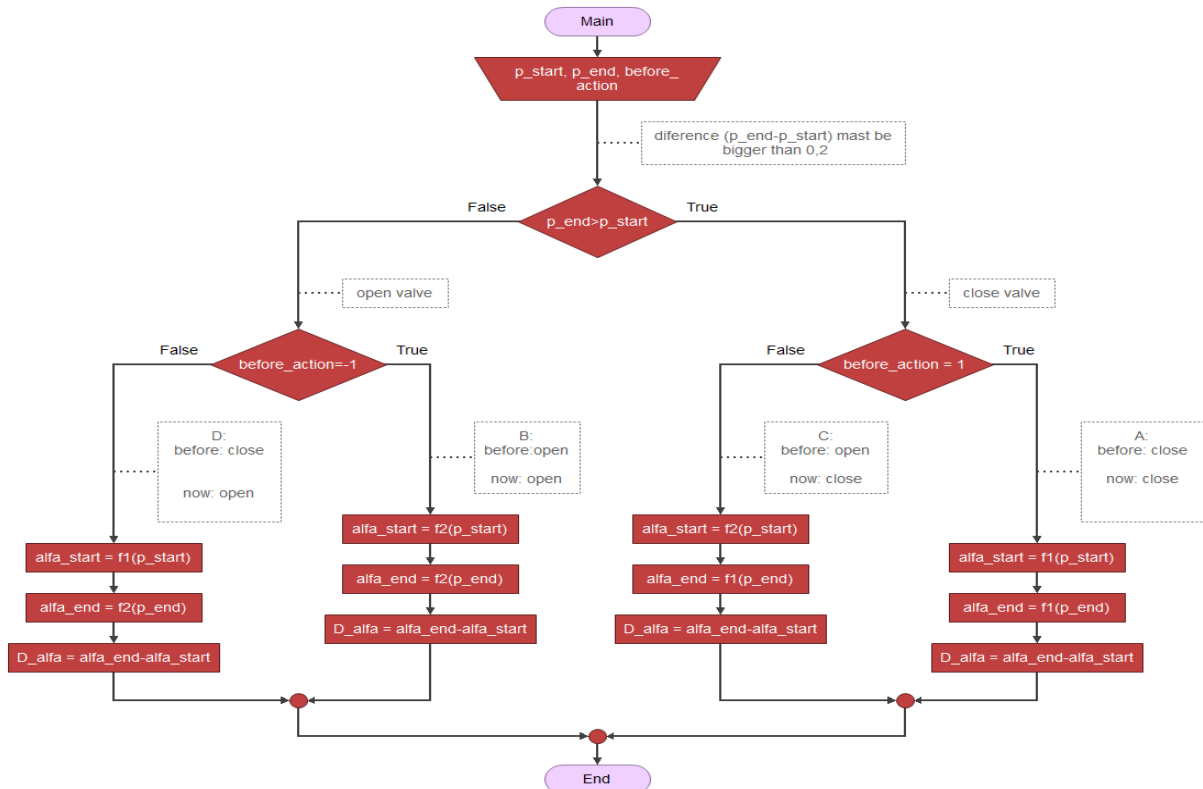 Main
p_start, p_end, before_
action
diference (p_end-p_start) mast be
bigger than 0,2
False
True
p_end>p_start
open valve
close valve
False
True
before_action=-1
False
True
before_action = 1
D:
before: close
now: open
B:
before:open
now: open
C:
before: open
now: close
A:
before: close
now: close
alfa_start = f1(p_start)
alfa_end = f2(p_end)
D_alfa = alfa_end-alfa_start
alfa_start = f2(p_start)
alfa_end = f2(p_end)
D_alfa = alfa_end-alfa_start
alfa_start = f2(p_start)
alfa_end = f1(p_end)
D_alfa = alfa_end-alfa_start
alfa_start = f1(p_start)
alfa_end = f1(p_end)
D_alfa = alfa_end-alfa_start
End